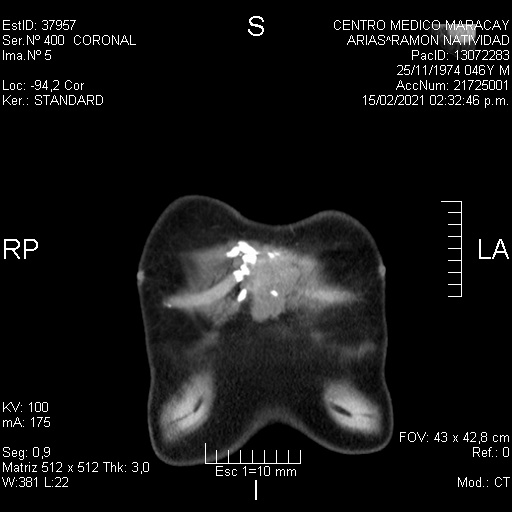 EstID: 37957
Ser.Nº 400 CORONAL
Ima.Nº 5
Loc: -94,2 Cor
Ker.: STANDARD
S
CENTRO MEDICO MARACAY
ARIAS^RAMON NATIVIDAD
PacID: 13072283
25/11/1974 046Y M
AccNum: 21725001
15/02/2021 02:32:46 p.m.
RP
LA
KV: 100
mA: 175
Seg: 0,9
Matriz 512 x 512 Thk: 3,0
W:381 L:22
Esc 1=10 mm
I
FOV: 43 x 42,8 cm
Ref.: 0
Mod.: CT